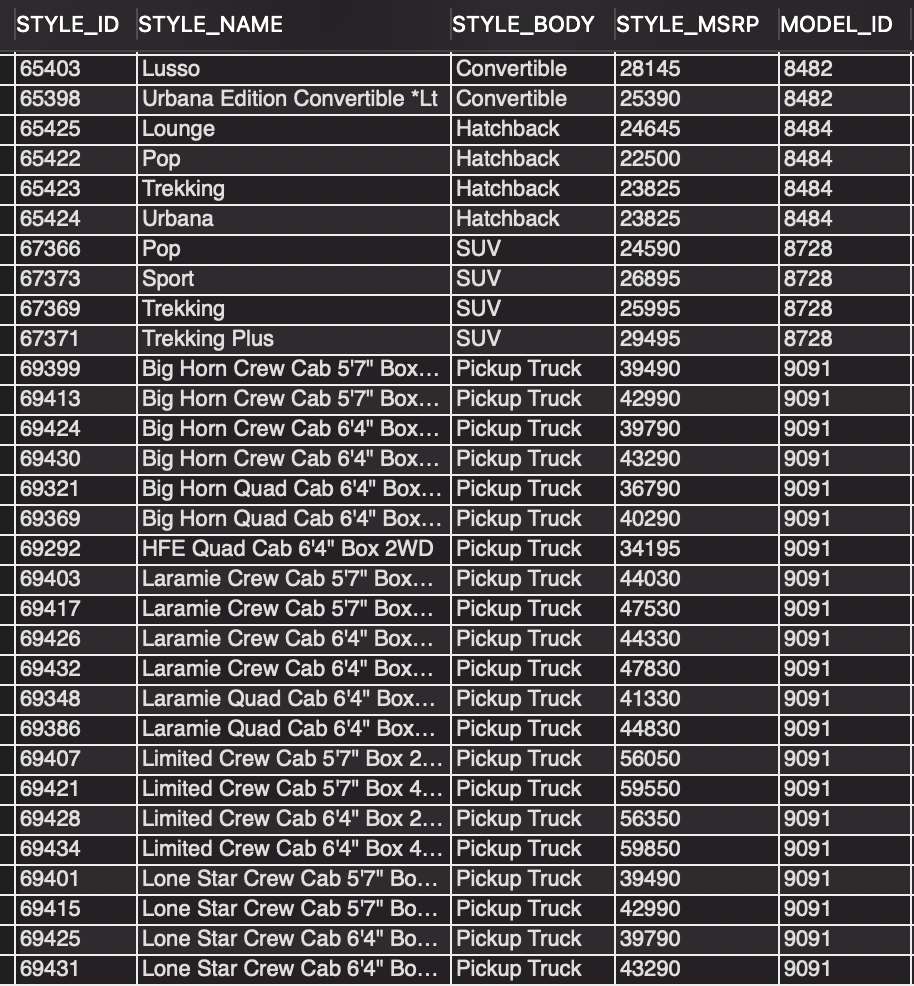 STYLE_ID STYLE_NAME STYLE_BODY STYLE_MSRP MODEL_ID
65403 Lusso Convertible 28145 8482
65398 Urbana Edition Convertible *Lt Convertible 25390 8482
65425 Lounge Hatchback 24645 8484
65422 Pop Hatchback 22500 8484
65423 Trekking Hatchback 23825 8484
65424 Urbana Hatchback 23825 8484
67366 Pop SUV 24590 8728
67373 Sport SUV 26895 8728
67369 Trekking SUV 25995 8728
67371 Trekking Plus SUV 29495 8728
69399 Big Horn Crew Cab 5'7" Box... Pickup Truck 39490 9091
69413 Big Horn Crew Cab 5'7" Box... Pickup Truck 42990 9091
69424 Big Horn Crew Cab 6'4" Box... Pickup Truck 39790 9091
69430 Big Horn Crew Cab 6'4" Box... Pickup Truck 43290 9091
69321 Big Horn Quad Cab 6'4" Box... Pickup Truck 36790 9091
69369 Big Horn Quad Cab 6'4" Box... Pickup Truck 40290 9091
69292 HFE Quad Cab 6'4" Box 2WD Pickup Truck 34195 9091
69403 Laramie Crew Cab 5'7" Box... Pickup Truck 44030 9091
69417 Laramie Crew Cab 5'7" Box... Pickup Truck 47530 9091
69426 Laramie Crew Cab 6'4" Box... Pickup Truck 44330 9091
69432 Laramie Crew Cab 6'4" Box... Pickup Truck 47830 9091
69348 Laramie Quad Cab 6'4" Box... Pickup Truck 41330 9091
69386 Laramie Quad Cab 6'4" Box... Pickup Truck 44830 9091
69407 Limited Crew Cab 5'7" Box 2... Pickup Truck 56050 9091
69421 Limited Crew Cab 5'7" Box 4... Pickup Truck 59550 9091
69428 Limited Crew Cab 6'4" Box 2... Pickup Truck 56350 9091
69434 Limited Crew Cab 6'4" Box 4... Pickup Truck 59850 9091
69401 Lone Star Crew Cab 5'7" Bo... Pickup Truck 39490 9091
69415 Lone Star Crew Cab 5'7" Bo... Pickup Truck 42990 9091
69425 Lone Star Crew Cab 6'4" Bo... Pickup Truck 39790 9091
69431 Lone Star Crew Cab 6'4" Bo... Pickup Truck 43290 9091